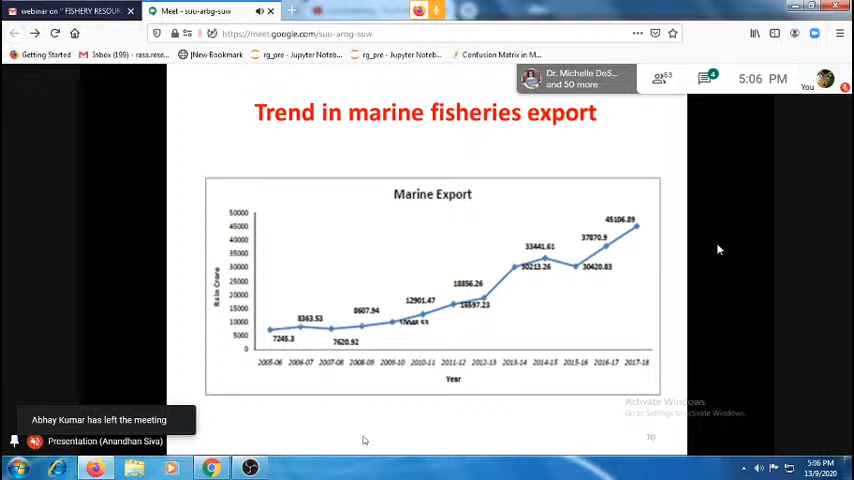 webinar on " FISHERY RESOUR
Meet - suu-arbg-suw
https://meet.google.com/suu-arog-suw
Getting Started
Inbox (199) - rasa.rese...
|New Bookmark
rg_pre - Jupyter Noteb...
rg_pre - Jupyter Noteb...
Confusion Matrix in M...
Dr. Michelle DeS...
and 50 more
53
4
5:06 PM
You
Trend in marine fisheries export
Marine Export
Rs in Crore
50000
45000
40000
35000
30000
25000
20000
15000
10000
5000
0
7245.3
8363.53
7620.92
8607.94
10048.53
12901.47
16597.23
18856.26
30213.26
33441.61
30420.83
37870.9
45106.89
2005-06 2006-07 2007-08 2008-09 2009-10 2010-11 2011-12 2012-13 2013-14 2014-15 2015-16 2016-17 2017-18
Year
Activate Windows
Go to Settings to activate Windows.
70
Abhay Kumar has left the meeting
Presentation (Anandhan Siva)
5:06 PM
13/9/2020